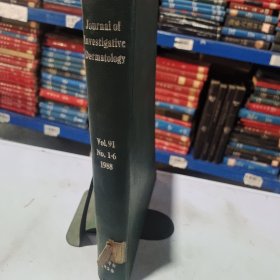 Journal of
Investigative
Dermatology
Vol. 91
No. 1-6
1988